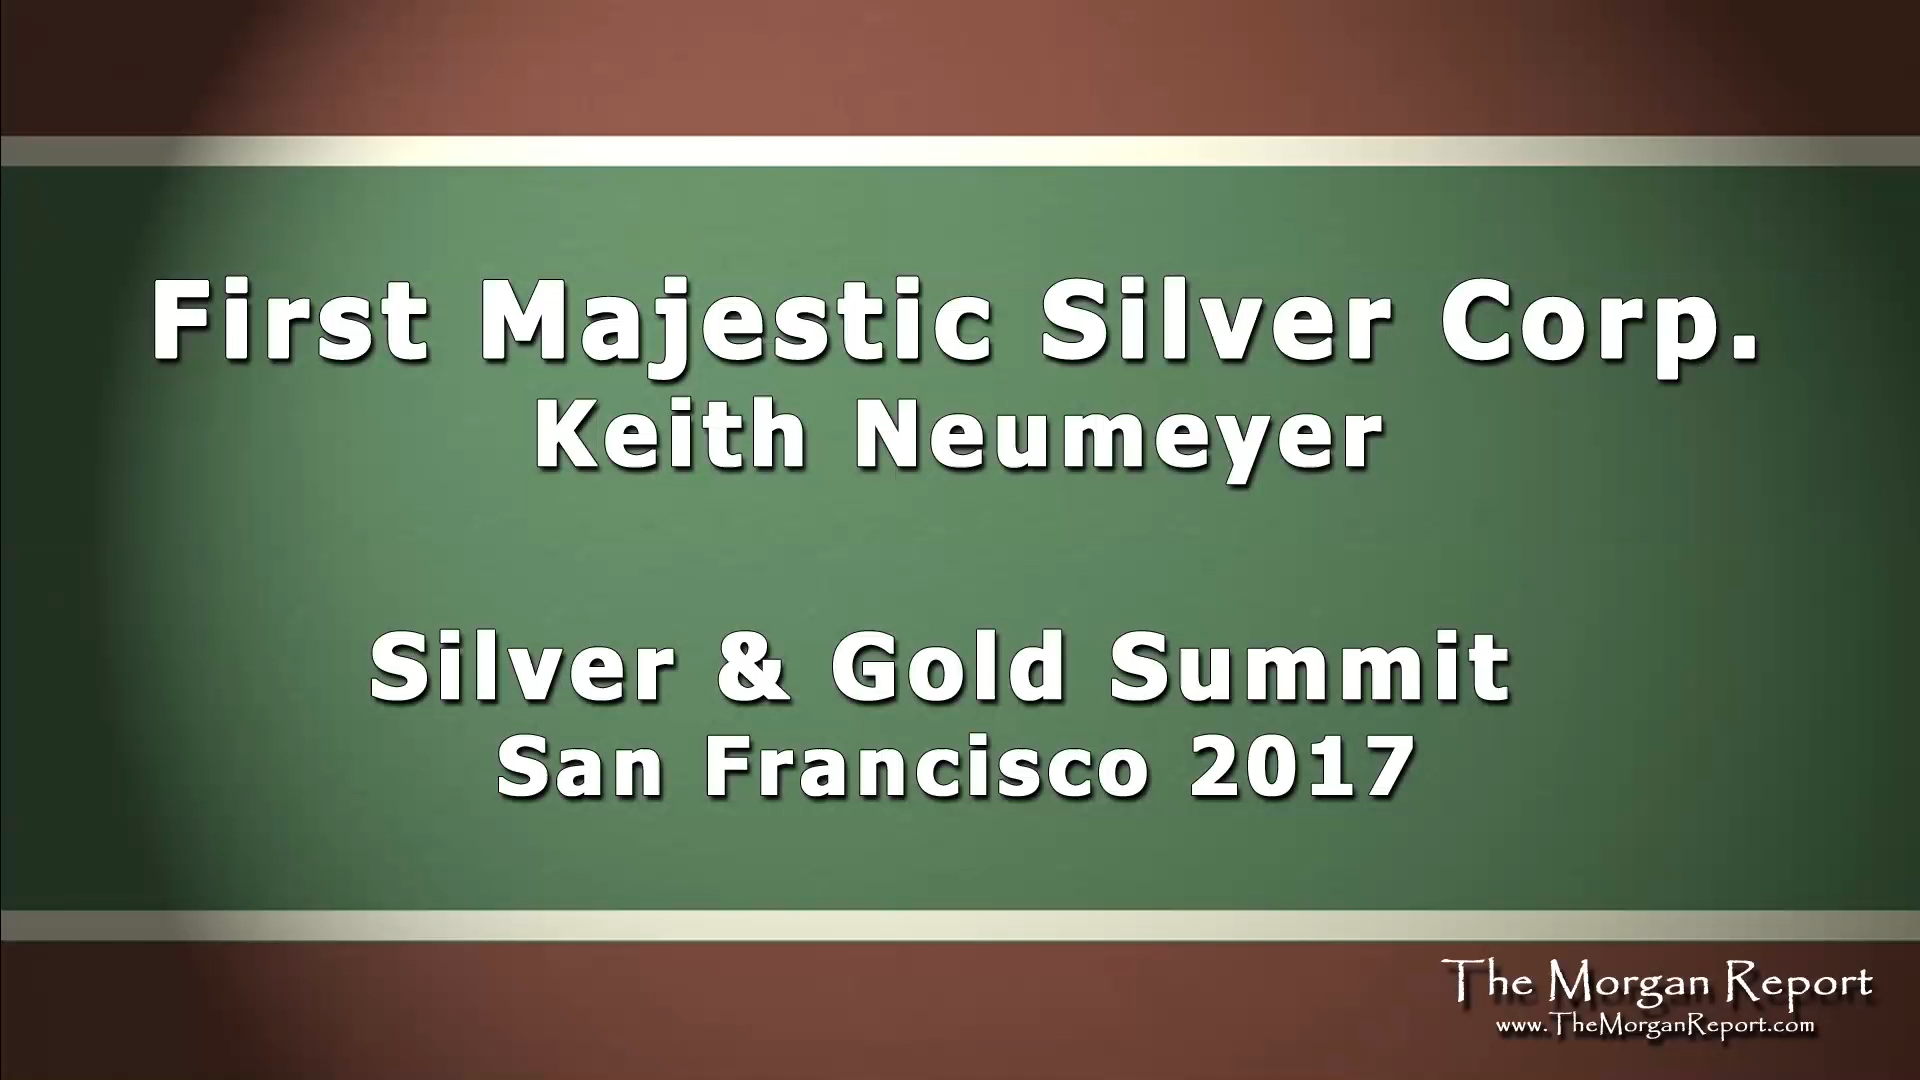 First Majestic Silver Corp.
Keith Neumeyer
Silver & Gold Summit
San Francisco 2017
The Morgan Report
www.TheMorganReport.com